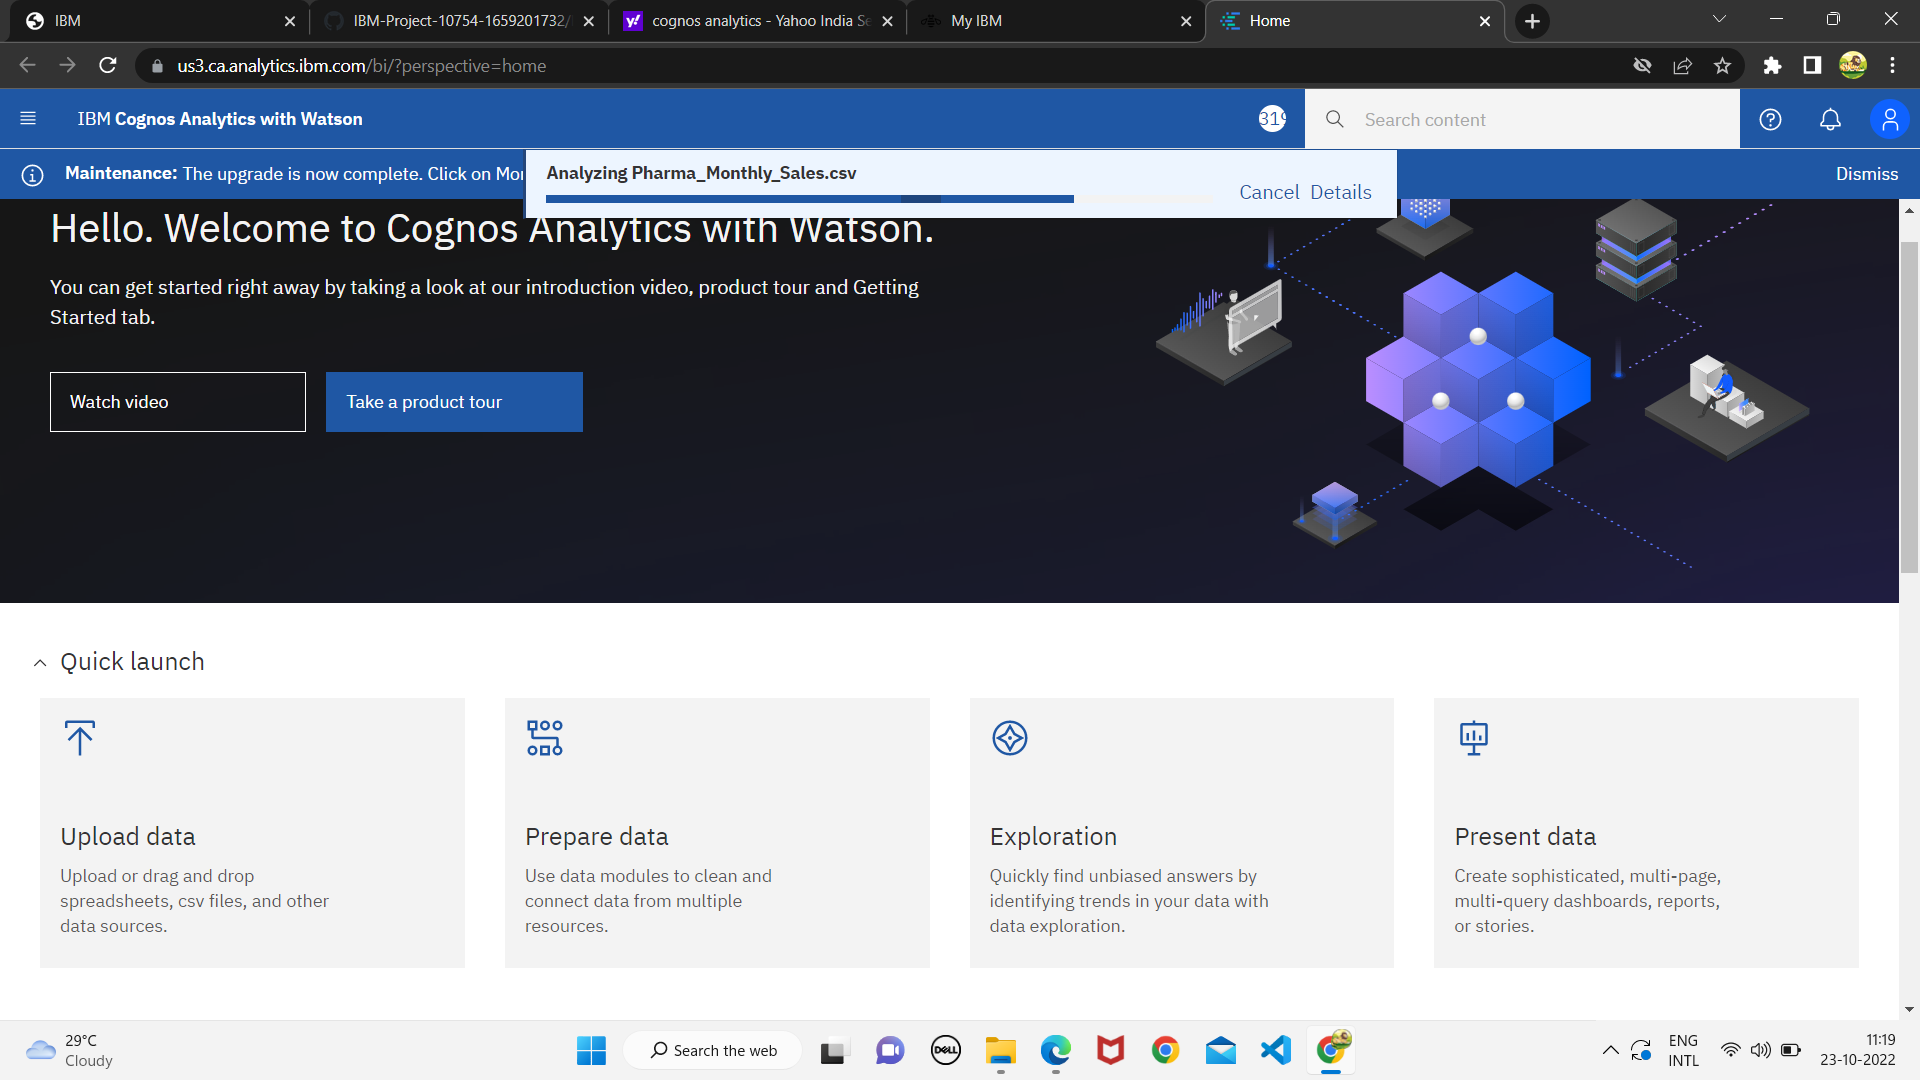 IBM
IBM-Project-10754-1659201732/
cognos analytics - Yahoo India Se
My IBM
Home
us3.ca.analytics.ibm.com/bi/?perspective=home
IBM Cognos Analytics with Watson
319
Search content
Maintenance: The upgrade is now complete. Click on Mor
Analyzing Pharma_Monthly_Sales.csv
Cancel Details
Dismiss
Hello. Welcome to Cognos Analytics with Watson.
You can get started right away by taking a look at our introduction video, product tour and Getting
Started tab.
Watch video
Take a product tour
Quick launch
Upload data
Upload or drag and drop
spreadsheets, csv files, and other
data sources.
Prepare data
Use data modules to clean and
connect data from multiple
resources.
Exploration
Quickly find unbiased answers by
identifying trends in your data with
data exploration.
Present data
Create sophisticated, multi-page,
multi-query dashboards, reports,
or stories.
29°C
Cloudy
Search the web
DELL
ENG
INTL
11:19
23-10-2022